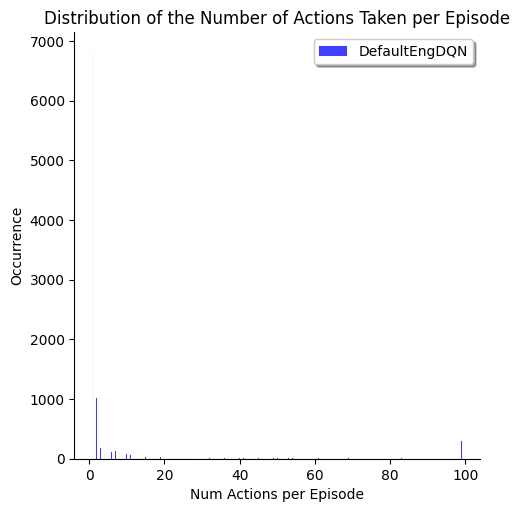 Distribution of the Number of Actions Taken per Episode
DefaultEngDQN
7000
6000
5000
4000
3000
2000
1000
0
Occurrence
0 20 40 60 80 100
Num Actions per Episode